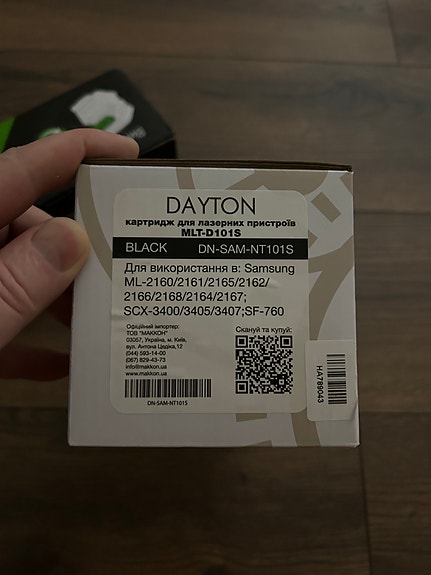 DAYTON
картридж для лазерних пристроїв
MLT-D101S
BLACK DN-SAM-NT101S
Для використання в: Samsung
ML-2160/2161/2165/2162/
2166/2168/2164/2167;
SCX-3400/3405/3407;SF-760
Офіційний імпортер:
ТОВ "МАККОН"
03057, Україна, м. Київ,
вул. Антона Цедіка,12
(044) 593-14-00
(067) 829-43-73
info@makkon.ua
www.makkon.ua
Скануй та купуй:
DN-SAM-NT101S
HA789043